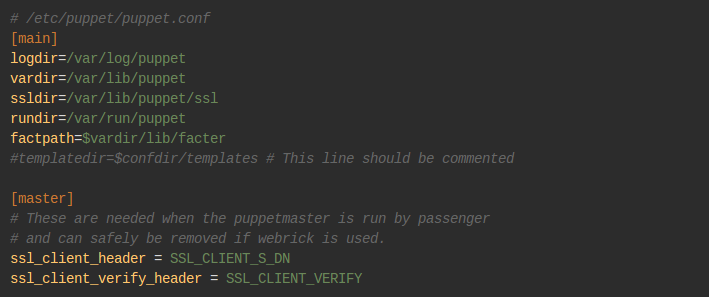 # /etc/puppet/puppet.conf
[main]
logdir=/var/log/puppet
vardir=/var/lib/puppet
ssldir=/var/lib/puppet/ssl
rundir=/var/run/puppet
factpath=$vardir/lib/facter
#templatedir=$confdir/templates # This line should be commented
[master]
# These are needed when the puppetmaster is run by passenger
# and can safely be removed if webrick is used.
ssl_client_header = SSL_CLIENT_S_DN
ssl_client_verify_header = SSL_CLIENT_VERIFY